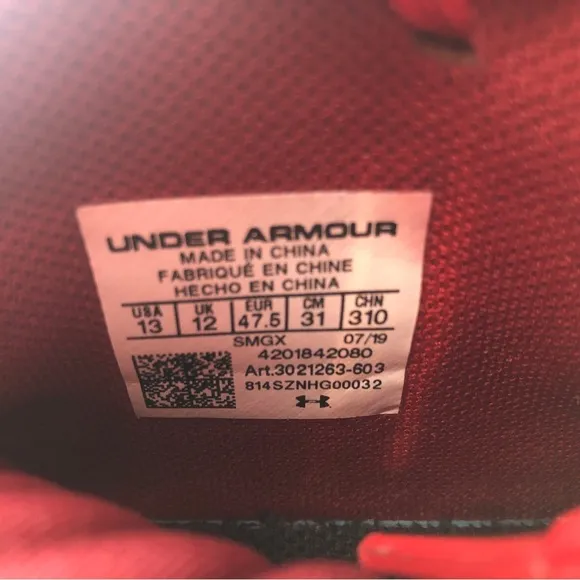 UNDER ARMOUR
MADE IN CHINA
FABRIQUÉ EN CHINE
HECHO EN CHINA
USA UK EUR CM CHN
13 12 47.5 31 310
SMGX 07/19
4201842080
Art.3021263-603
814SZNHG00032